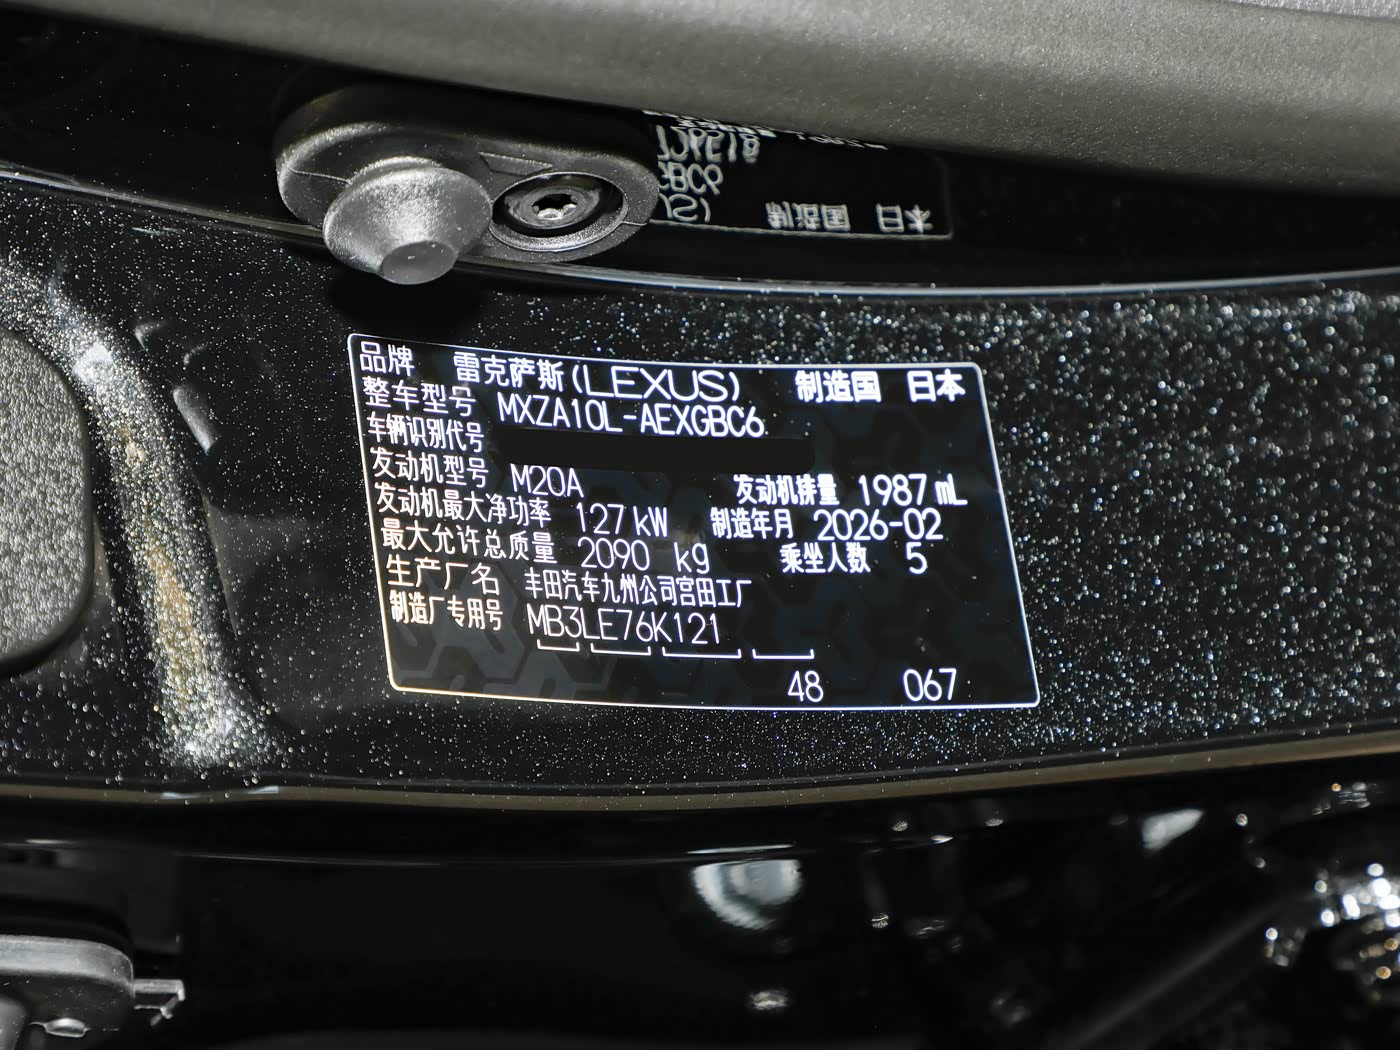 品牌 雷克萨斯(LEXUS) 制造国 日本
整车型号 MXZA10L-AEXGBC6
车辆识别代号
发动机型号 M20A 发动机排量 1987 mL
发动机最大净功率 127 kW 制造年月 2026-02
最大允许总质量 2090 kg 乘坐人数 5
生产厂名 丰田汽车九州公司宫田工厂
制造厂专用号 MB3LE76K121
48 067